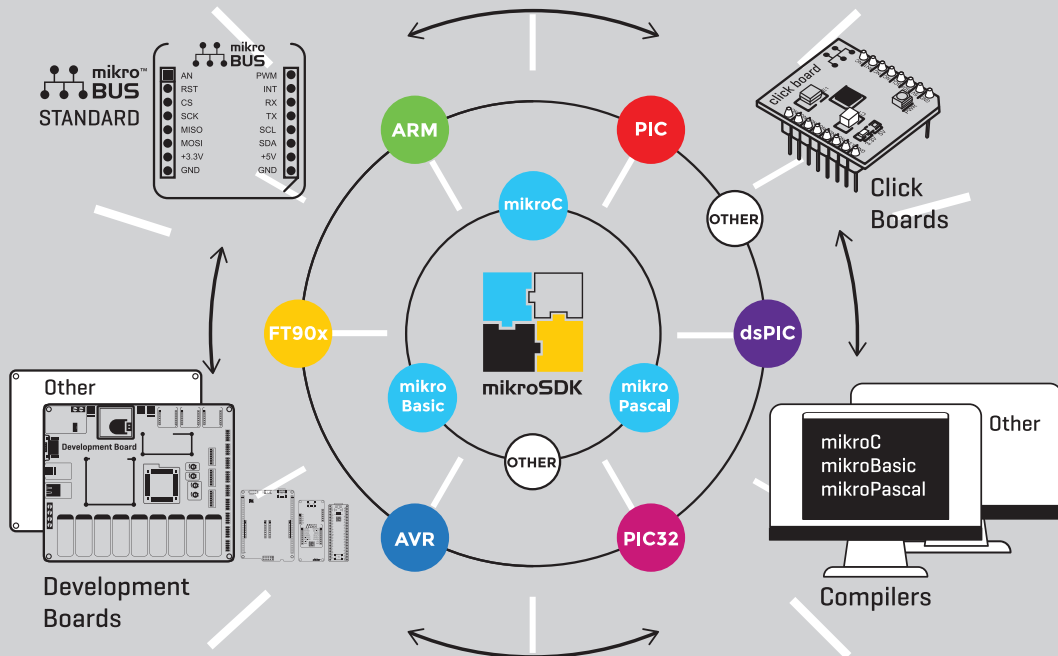 mikro™
BUS
STANDARD
mikro
BUS
AN PWM
RST INT
CS RX
SCK TX
MISO SCL
MOSI SDA
+3.3V +5V
GND GND
click board
Click
Boards
ARM
PIC
OTHER
mikroC
FT90x
dsPIC
mikroSDK
mikro
Basic
mikro
Pascal
OTHER
AVR
PIC32
Other
Development Board
Development
Boards
Other
mikroC
mikroBasic
mikroPascal
Compilers